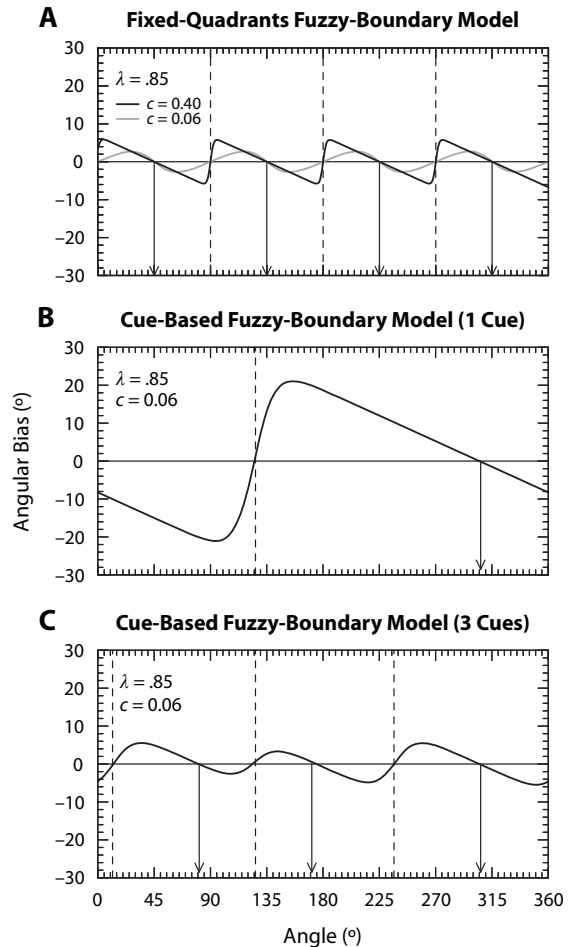 A Fixed-Quadrants Fuzzy-Boundary Model
30
20
10
0
−10
−20
−30
λ = .85
c = 0.40
c = 0.06
B Cue-Based Fuzzy-Boundary Model (1 Cue)
30
20
10
0
−10
−20
−30
λ = .85
c = 0.06
Angular Bias (º)
C Cue-Based Fuzzy-Boundary Model (3 Cues)
30
20
10
0
−10
−20
−30
λ = .85
c = 0.06
0 45 90 135 180 225 270 315 360
Angle (º)